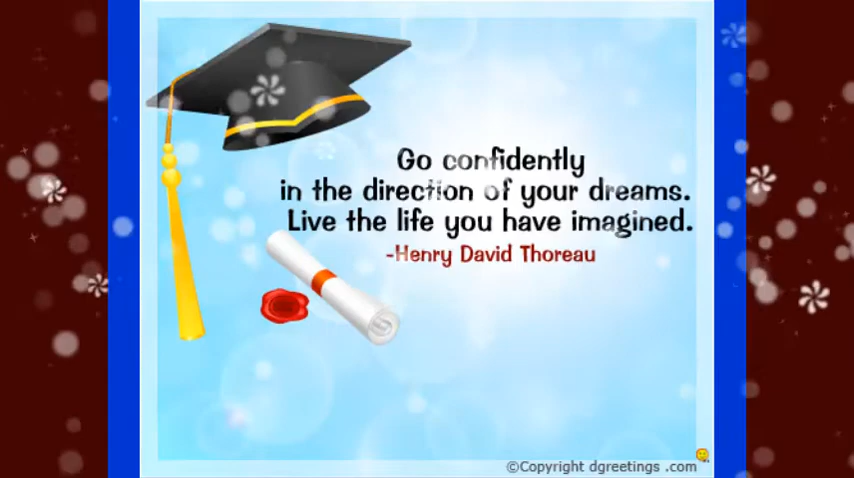 Go confidently
in the direction of your dreams.
Live the life you have imagined.
-Henry David Thoreau
©Copyright dgreetings .com